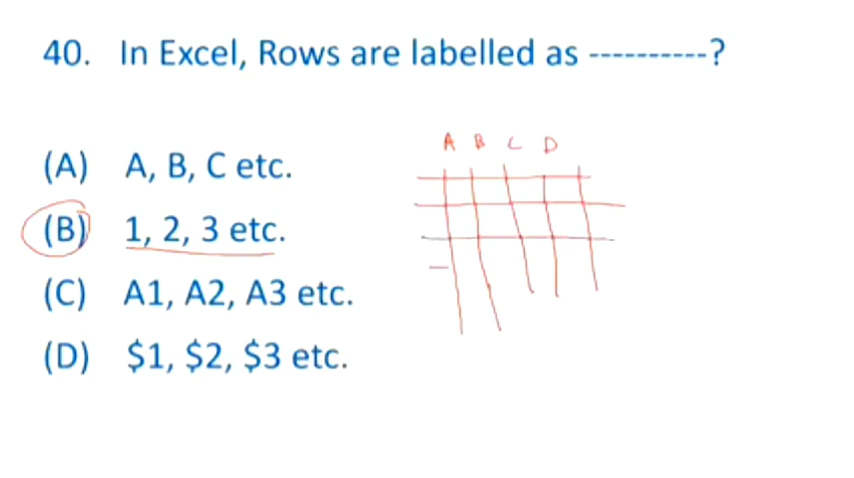 40. In Excel, Rows are labelled as ----------?
A B C D
(A) A, B, C etc.
(B) 1, 2, 3 etc.
(C) A1, A2, A3 etc.
(D) $1, $2, $3 etc.